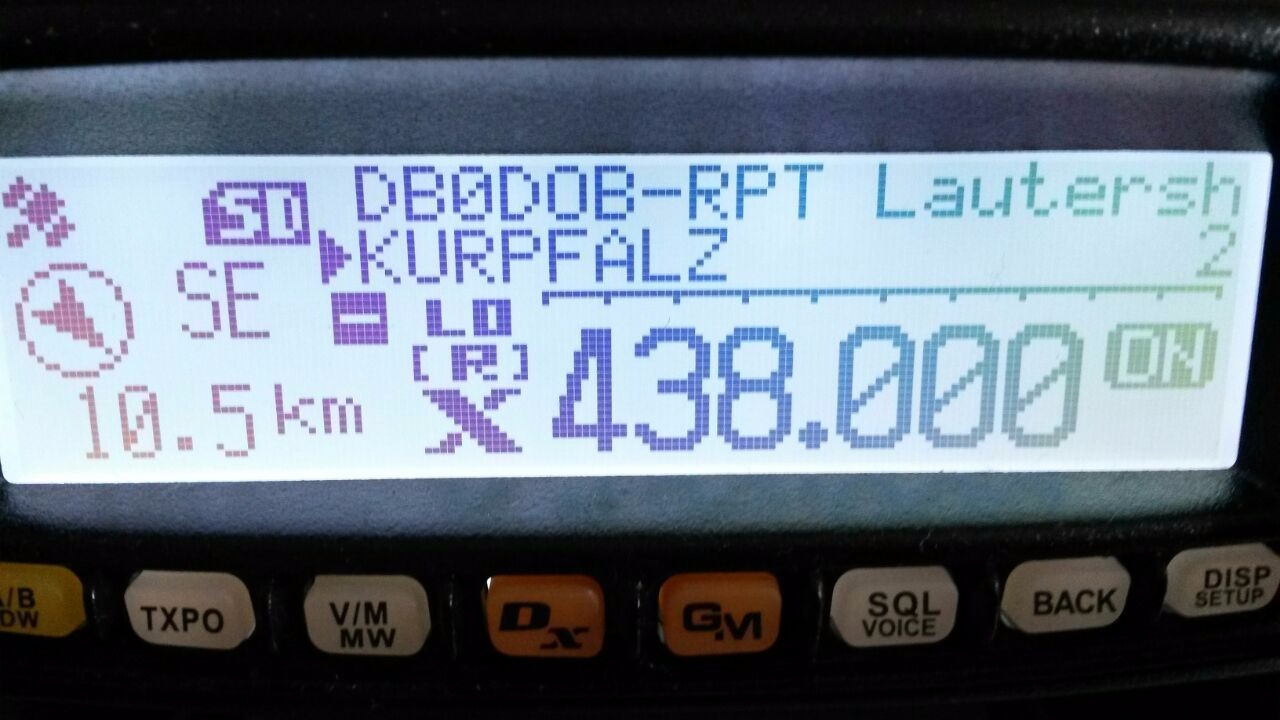 SD DB0DOB-RPT Lautersh
SE ▶KURPFALZ 2
- LO
(R)
10.5km X 438.000 ON
A/B TXPO V/M Dx GM SQL BACK DISP
DW MW VOICE SETUP